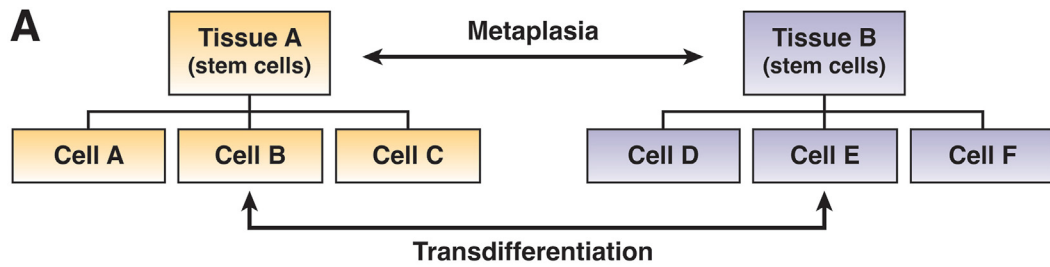 A
Tissue A
(stem cells)
Metaplasia
Tissue B
(stem cells)
Cell A
Cell B
Cell C
Cell D
Cell E
Cell F
Transdifferentiation